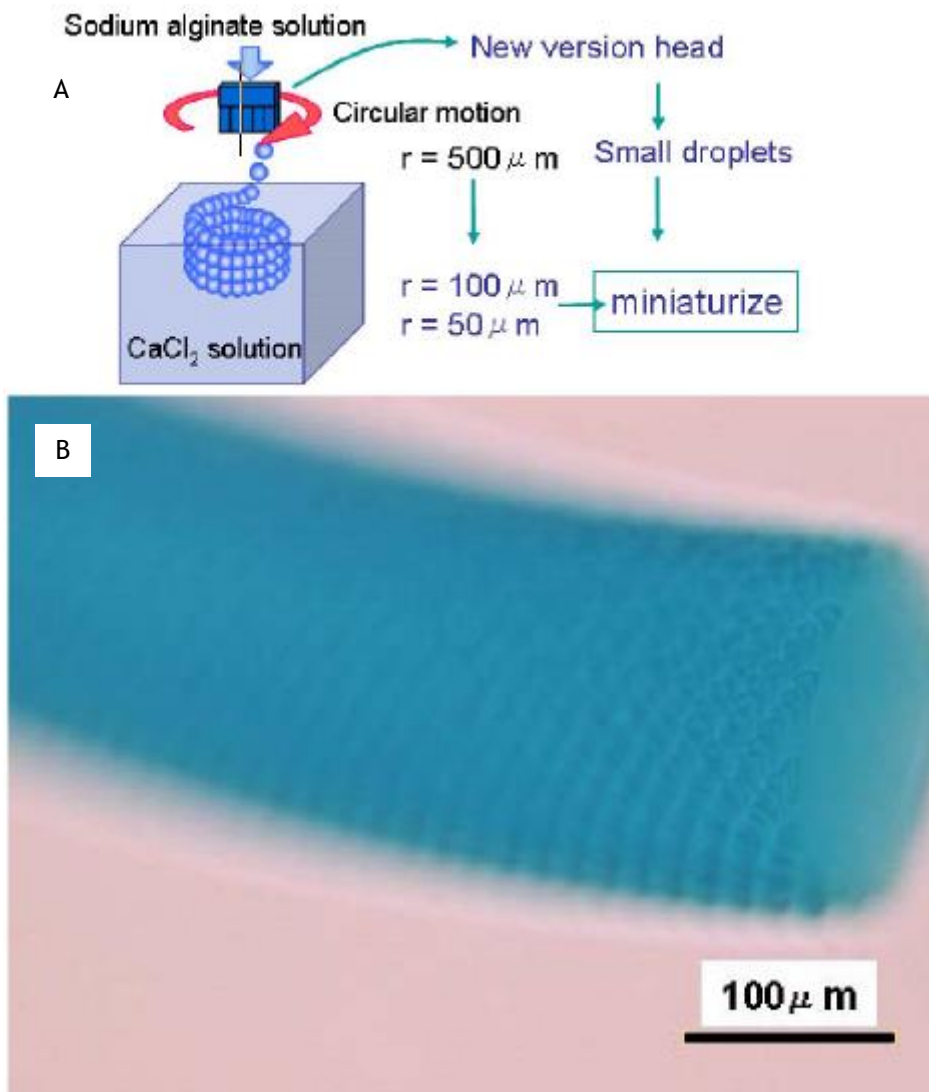 Sodium alginate solution
New version head
A
Circular motion
r = 500 μ m
Small droplets
r = 100 μ m
r = 50 μ m
miniaturize
CaCl₂ solution
B
100 μ m